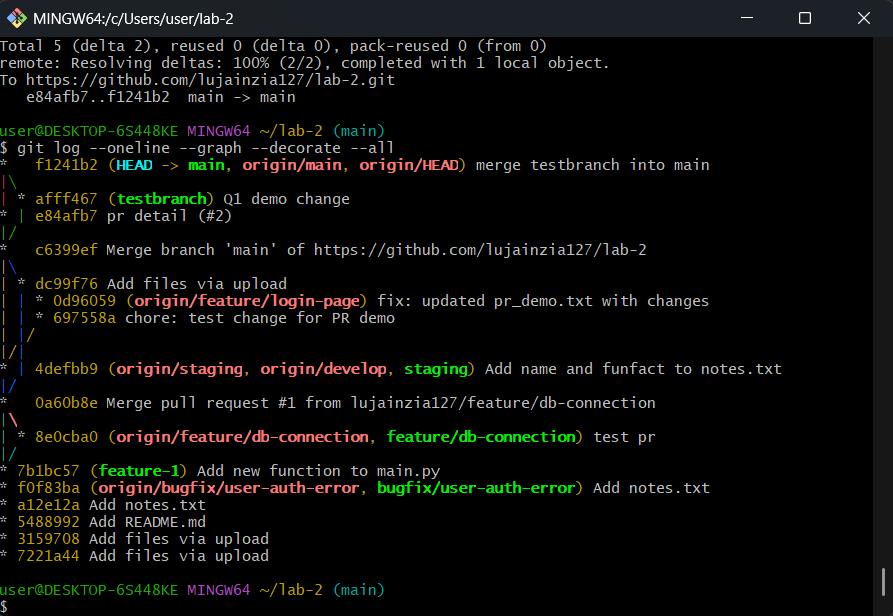 MINGW64:/c/Users/user/lab-2
Total 5 (delta 2), reused 0 (delta 0), pack-reused 0 (from 0)
remote: Resolving deltas: 100% (2/2), completed with 1 local object.
To https://github.com/lujainzia127/lab-2.git
   e84afb7..f1241b2  main -> main
user@DESKTOP-6S448KE MINGW64 ~/lab-2 (main)
$ git log --oneline --graph --decorate --all
*   f1241b2 (HEAD -> main, origin/main, origin/HEAD) merge testbranch into main
|\
| * afff467 (testbranch) Q1 demo change
* | e84afb7 pr detail (#2)
|/
*   c6399ef Merge branch 'main' of https://github.com/lujainzia127/lab-2
|\
| * dc99f76 Add files via upload
| | * 0d96059 (origin/feature/login-page) fix: updated pr_demo.txt with changes
| | * 697558a chore: test change for PR demo
| |/
|/|
* | 4defbb9 (origin/staging, origin/develop, staging) Add name and funfact to notes.txt
|/
*   0a60b8e Merge pull request #1 from lujainzia127/feature/db-connection
|\
| * 8e0cba0 (origin/feature/db-connection, feature/db-connection) test pr
|/
* 7b1bc57 (feature-1) Add new function to main.py
* f0f83ba (origin/bugfix/user-auth-error, bugfix/user-auth-error) Add notes.txt
* a12e12a Add notes.txt
* 5488992 Add README.md
* 3159708 Add files via upload
* 7221a44 Add files via upload
user@DESKTOP-6S448KE MINGW64 ~/lab-2 (main)
$